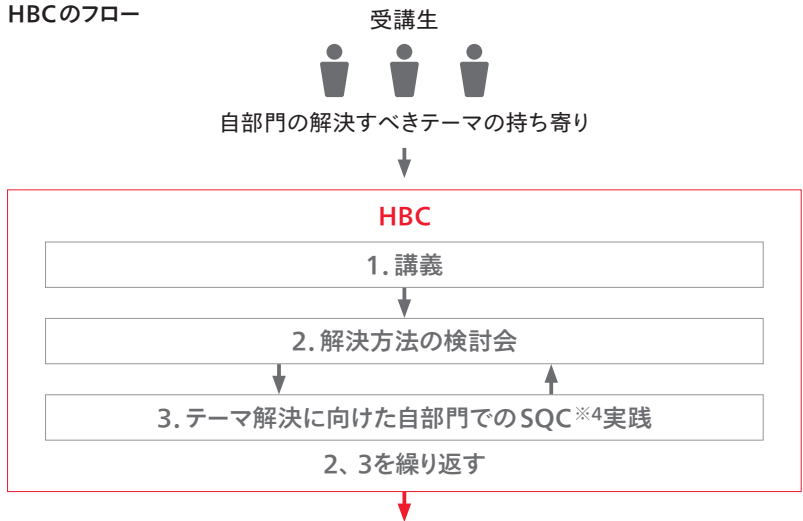 HBCのフロー
受講生
自部門の解決すべきテーマの持ち寄り
HBC
1. 講義
2. 解決方法の検討会
3. テーマ解決に向けた自部門でのSQC※4実践
2、3を繰り返す